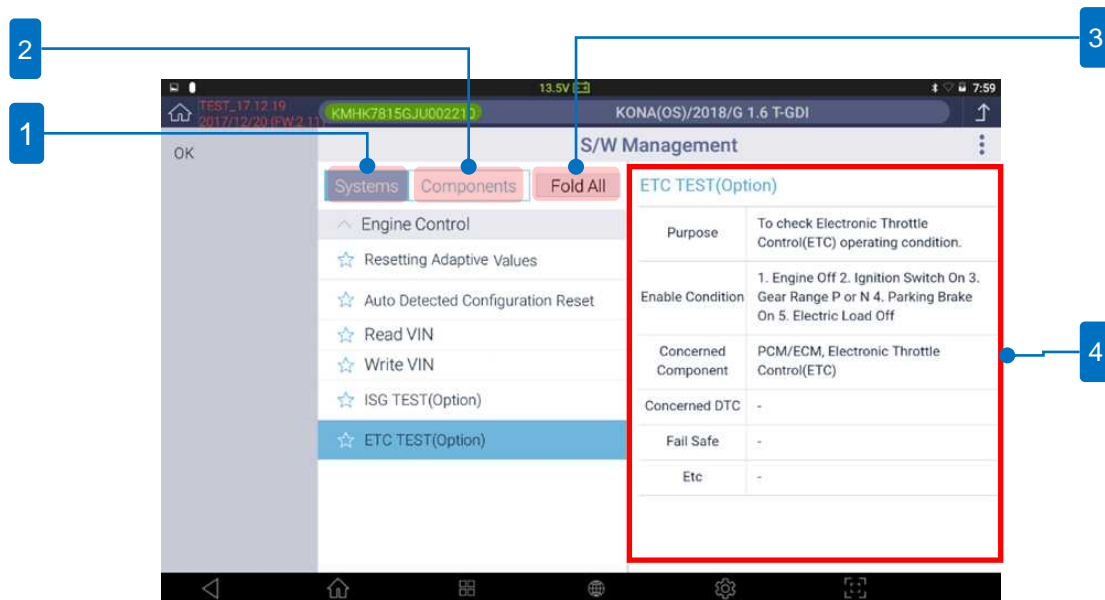 2
3
1
4
13.5V
7:59
TEST_17.12.19
2017/12/20 (FW:2.11)
KMHK7815GJU002210
KONA(OS)/2018/G 1.6 T-GDI
OK
S/W Management
Systems
Components
Fold All
Engine Control
Resetting Adaptive Values
Auto Detected Configuration Reset
Read VIN
Write VIN
ISG TEST(Option)
ETC TEST(Option)
ETC TEST(Option)
Purpose
To check Electronic Throttle
Control(ETC) operating condition.
Enable Condition
1. Engine Off 2. Ignition Switch On 3.
Gear Range P or N 4. Parking Brake
On 5. Electric Load Off
Concerned
Component
PCM/ECM, Electronic Throttle
Control(ETC)
Concerned DTC
-
Fail Safe
-
Etc
-